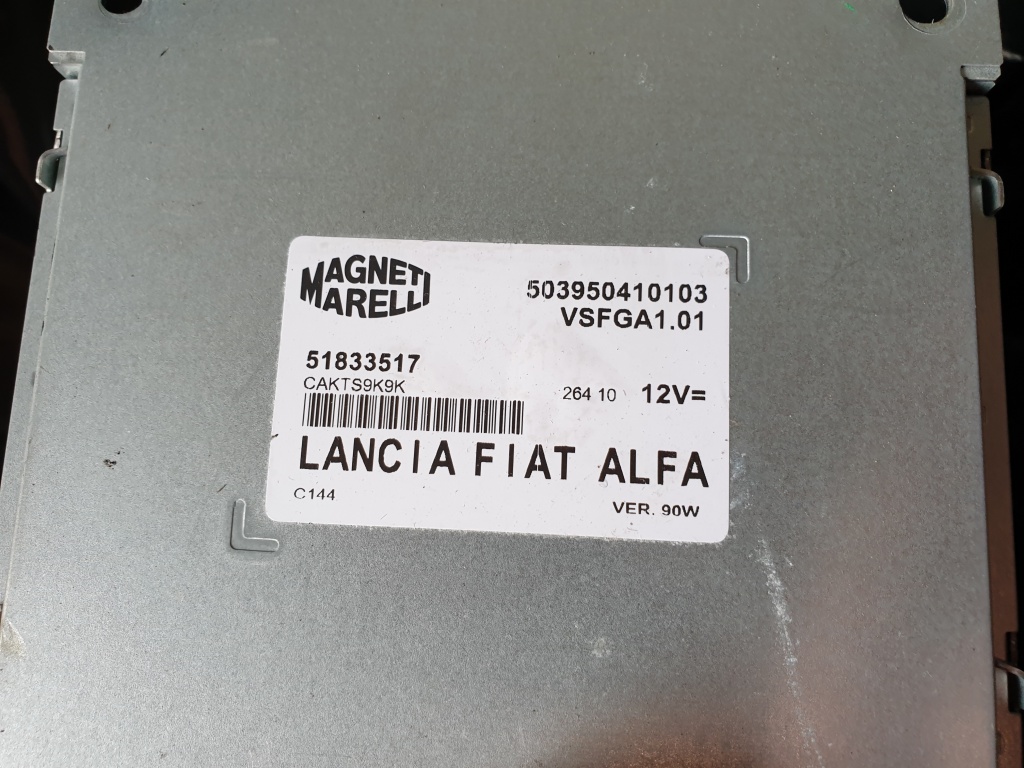 MAGNETI
MARELLI
503950410103
VSFGA1.01
51833517
CAKTS9K9K
264 10 12V=
LANCIA FIAT ALFA
C144
VER. 90W